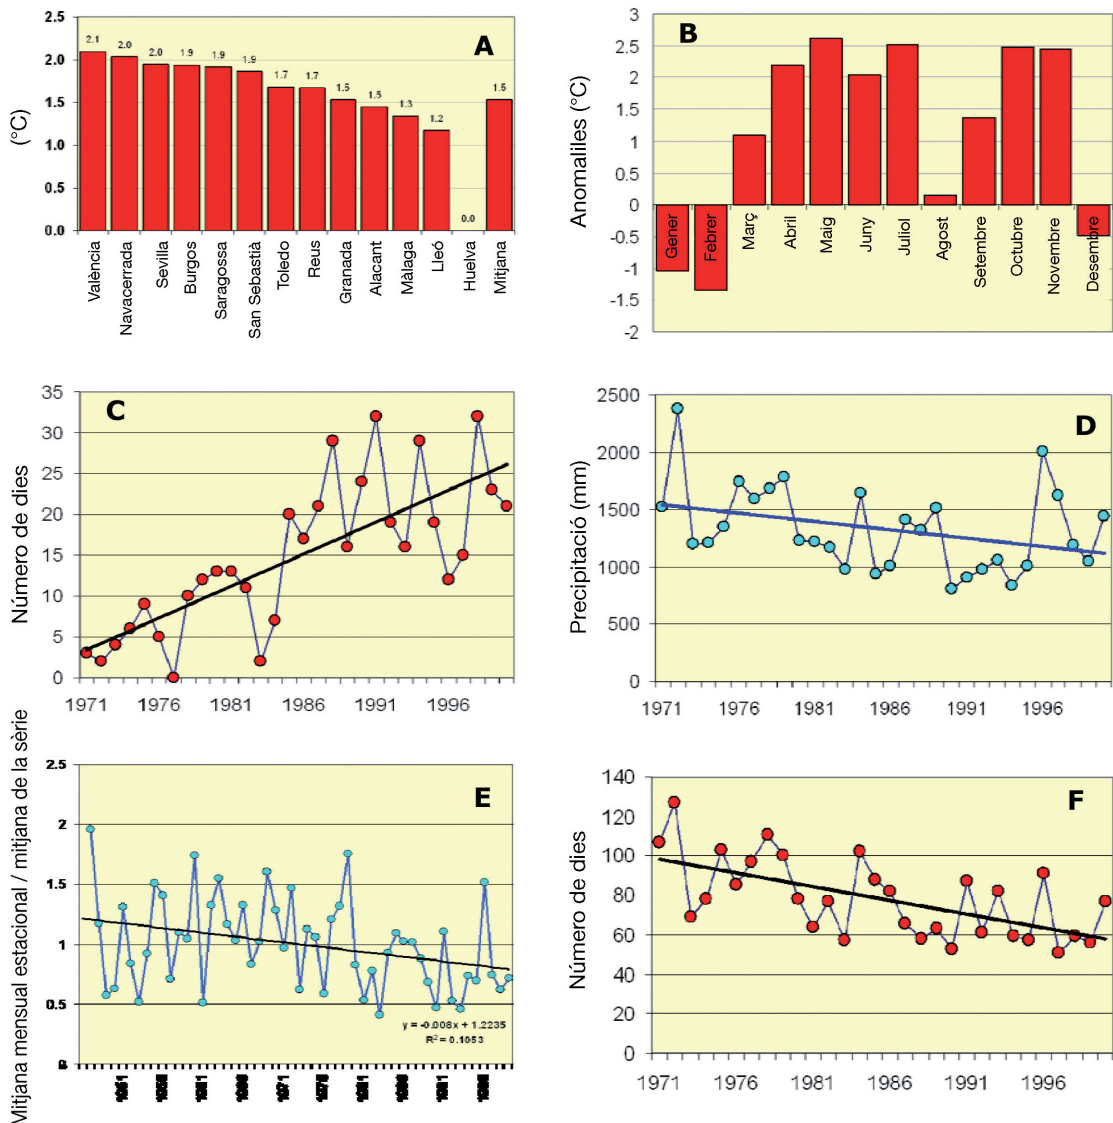 A
(°C)
2.5
2.0
1.5
1.0
0.5
0.0
2.1
2.0
2.0
1.9
1.9
1.9
1.7
1.7
1.5
1.5
1.3
1.2
0.0
1.5
València
Navacerrada
Sevilla
Burgos
Saragossa
San Sebastià
Toledo
Reus
Granada
Alacant
Màlaga
Lleó
Huelva
Mitjana
B
Anomaliles (°C)
3
2.5
2
1.5
1
0.5
0
-0.5
-1
-1.5
-2
Gener
Febrer
Març
Abril
Maig
Juny
Juliol
Agost
Setembre
Octubre
Novembre
Desembre
C
Número de dies
35
30
25
20
15
10
5
0
1971 1976 1981 1986 1991 1996
D
Precipitació (mm)
2500
2000
1500
1000
500
0
1971 1976 1981 1986 1991 1996
E
Mitjana mensual estacional / mitjana de la sèrie
2.5
2
1.5
1
0.5
y = -0.008x + 1.2235
R² = 0.1053
F
Número de dies
140
120
100
80
60
40
20
0
1971 1976 1981 1986 1991 1996